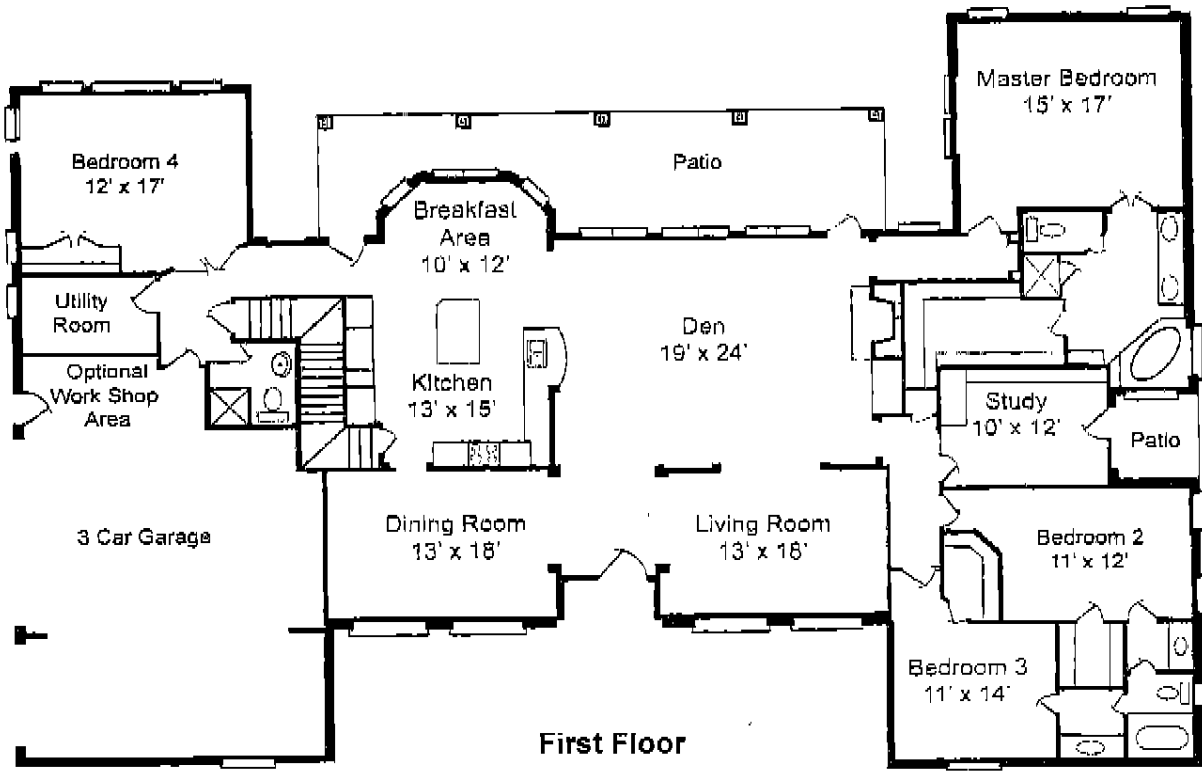 Master Bedroom
15' x 17'
Bedroom 4
12' x 17'
Patio
Breakfast
Area
10' x 12'
Utility
Room
Den
19' x 24'
Optional
Work Shop
Area
Kitchen
13' x 15'
Study
10' x 12'
Patio
3 Car Garage
Dining Room
13' x 18'
Living Room
13' x 18'
Bedroom 2
11' x 12'
Bedroom 3
11' x 14'
First Floor